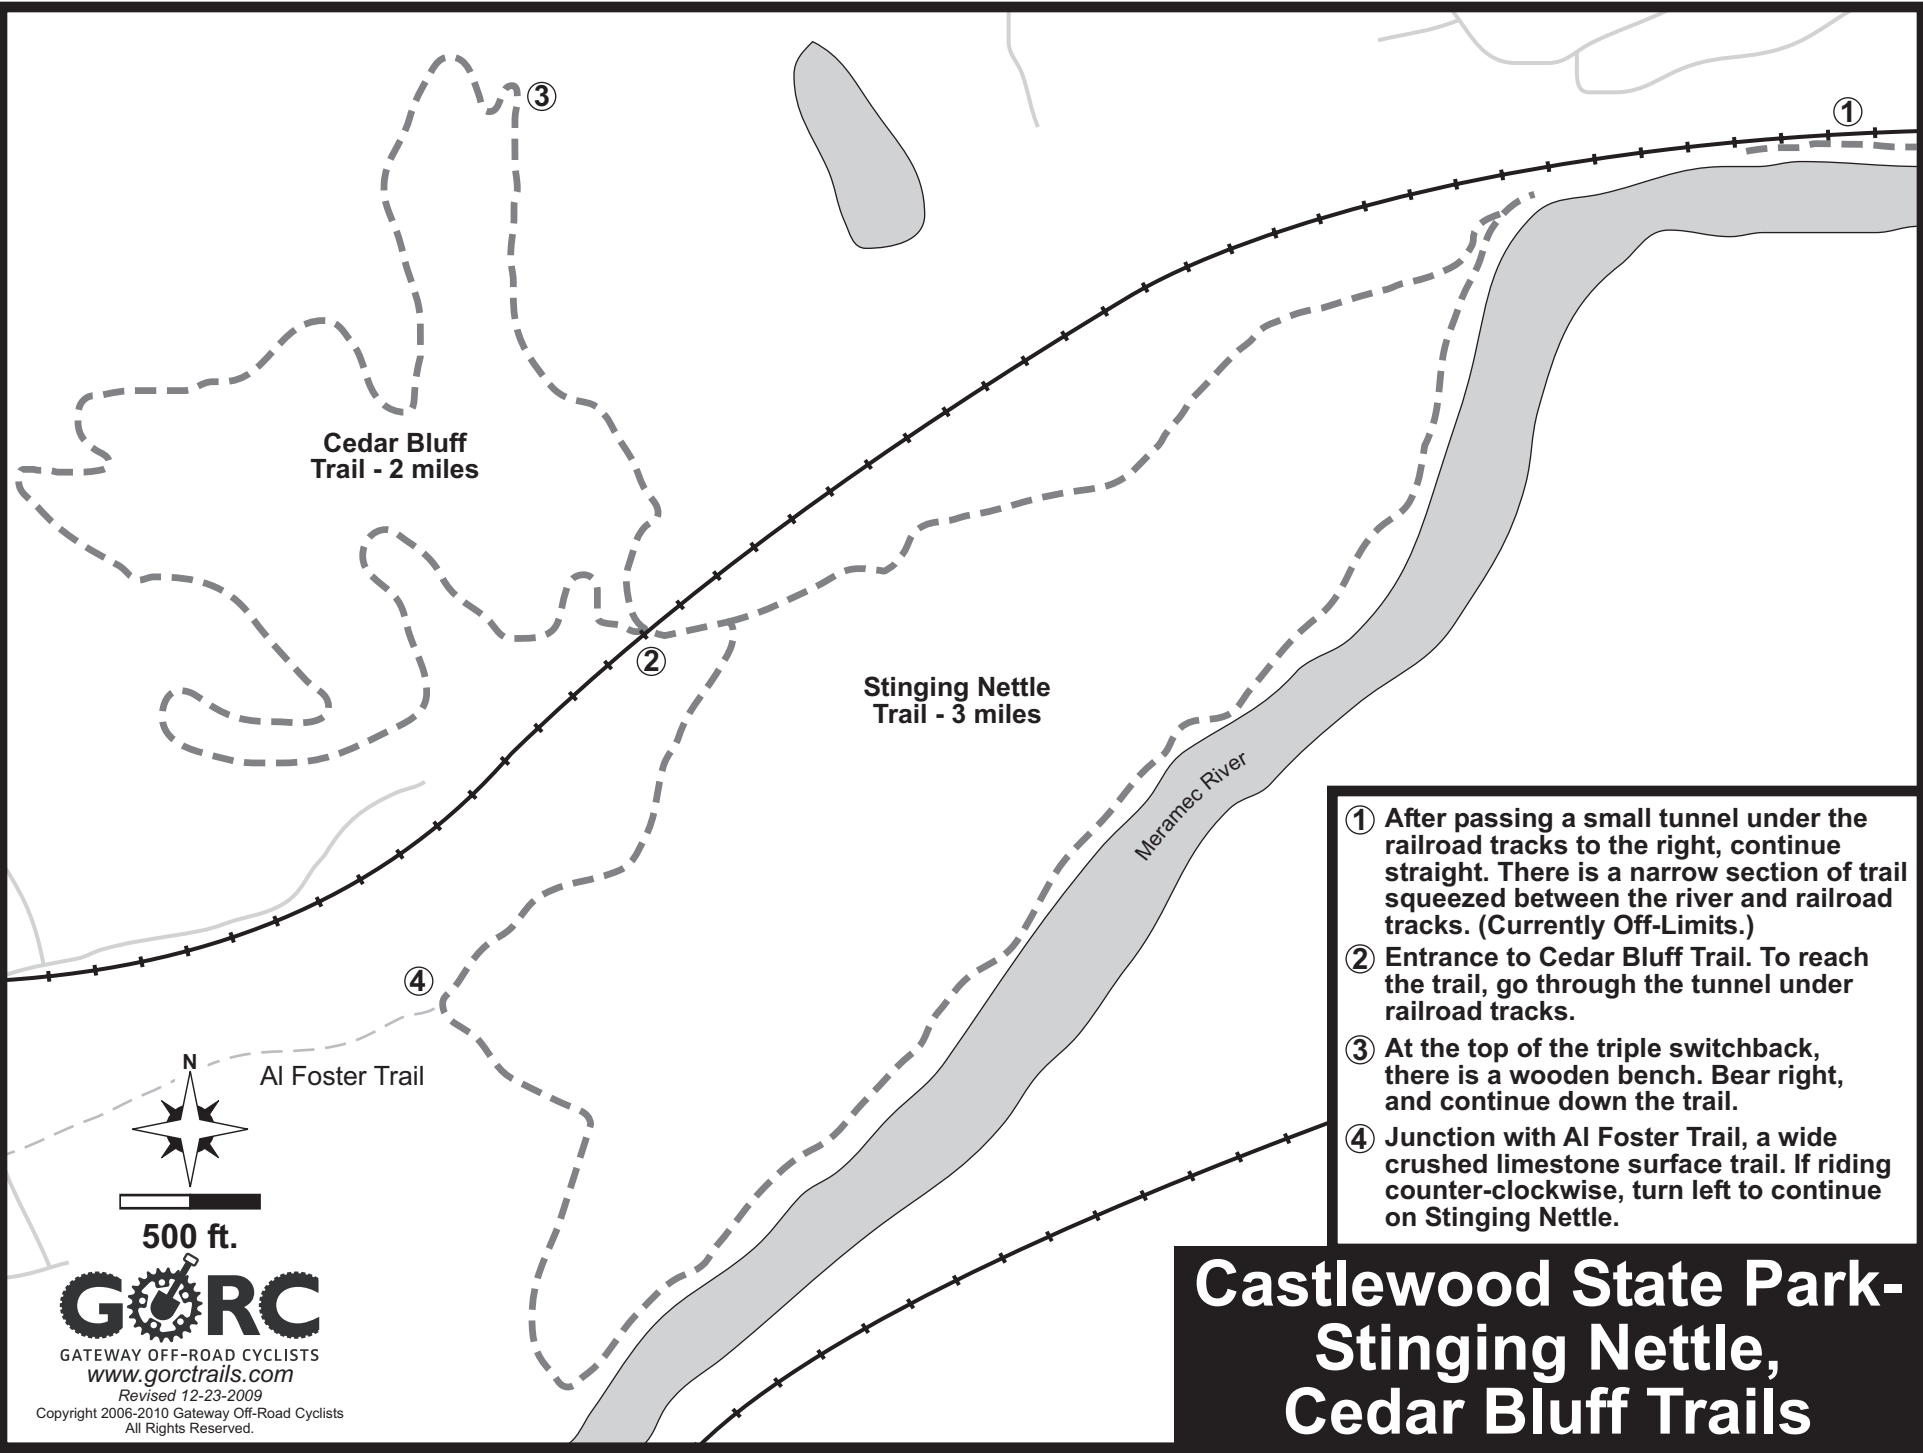 3
1
Cedar Bluff
Trail - 2 miles
2
Stinging Nettle
Trail - 3 miles
Meramec River
4
Al Foster Trail
N
500 ft.
GORC
GATEWAY OFF-ROAD CYCLISTS
www.gorctrails.com
Revised 12-23-2009
Copyright 2006-2010 Gateway Off-Road Cyclists
All Rights Reserved.
1 After passing a small tunnel under the
railroad tracks to the right, continue
straight. There is a narrow section of trail
squeezed between the river and railroad
tracks. (Currently Off-Limits.)
2 Entrance to Cedar Bluff Trail. To reach
the trail, go through the tunnel under
railroad tracks.
3 At the top of the triple switchback,
there is a wooden bench. Bear right,
and continue down the trail.
4 Junction with Al Foster Trail, a wide
crushed limestone surface trail. If riding
counter-clockwise, turn left to continue
on Stinging Nettle.
Castlewood State Park-
Stinging Nettle,
Cedar Bluff Trails